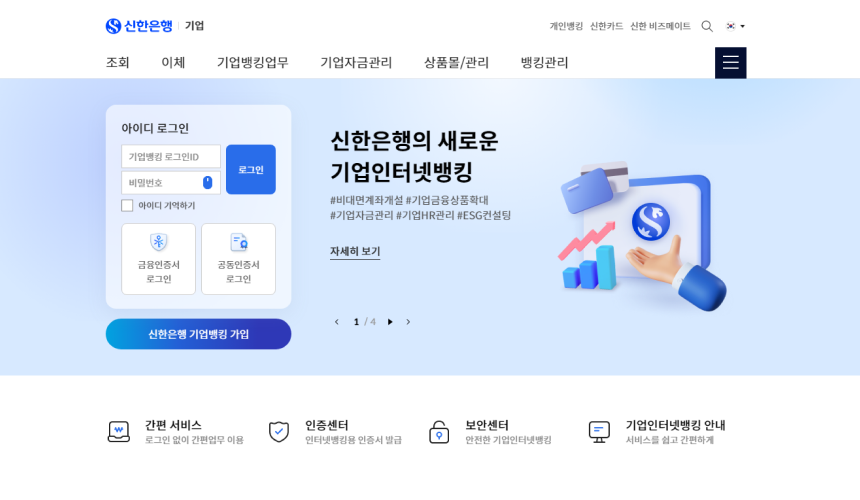 신한은행 기업
개인뱅킹 신한카드 신한 비즈메이트
조회 이체 기업뱅킹업무 기업자금관리 상품몰/관리 뱅킹관리
아이디 로그인
기업뱅킹 로그인ID
비밀번호
로그인
아이디 기억하기
금융인증서
로그인
공동인증서
로그인
신한은행 기업뱅킹 가입
신한은행의 새로운
기업인터넷뱅킹
#비대면계좌개설 #기업금융상품확대
#기업자금관리 #기업HR관리 #ESG컨설팅
자세히 보기
1 / 4
간편 서비스
로그인 없이 간편업무 이용
인증센터
인터넷뱅킹용 인증서 발급
보안센터
안전한 기업인터넷뱅킹
기업인터넷뱅킹 안내
서비스를 쉽고 간편하게